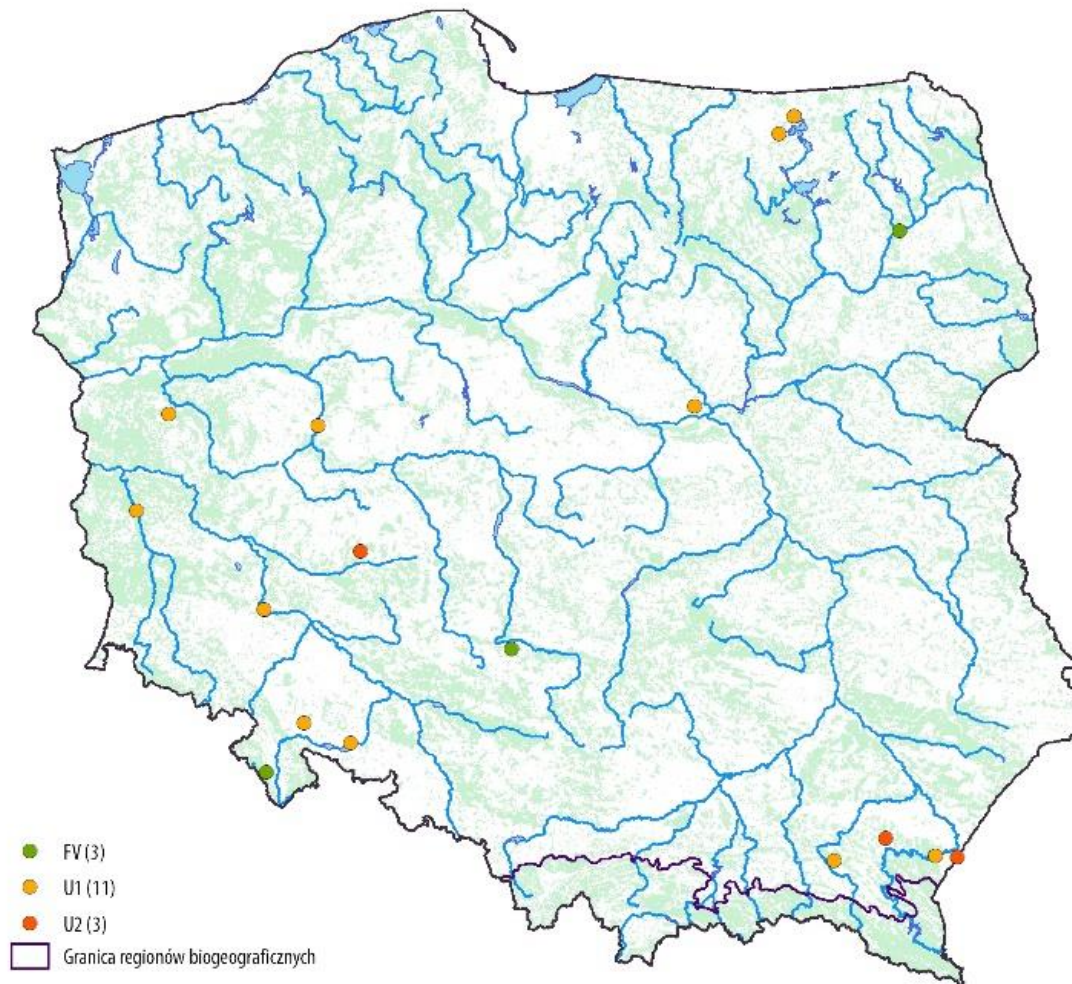 FV (3)
U1 (11)
U2 (3)
Granica regionów biogeograficznych